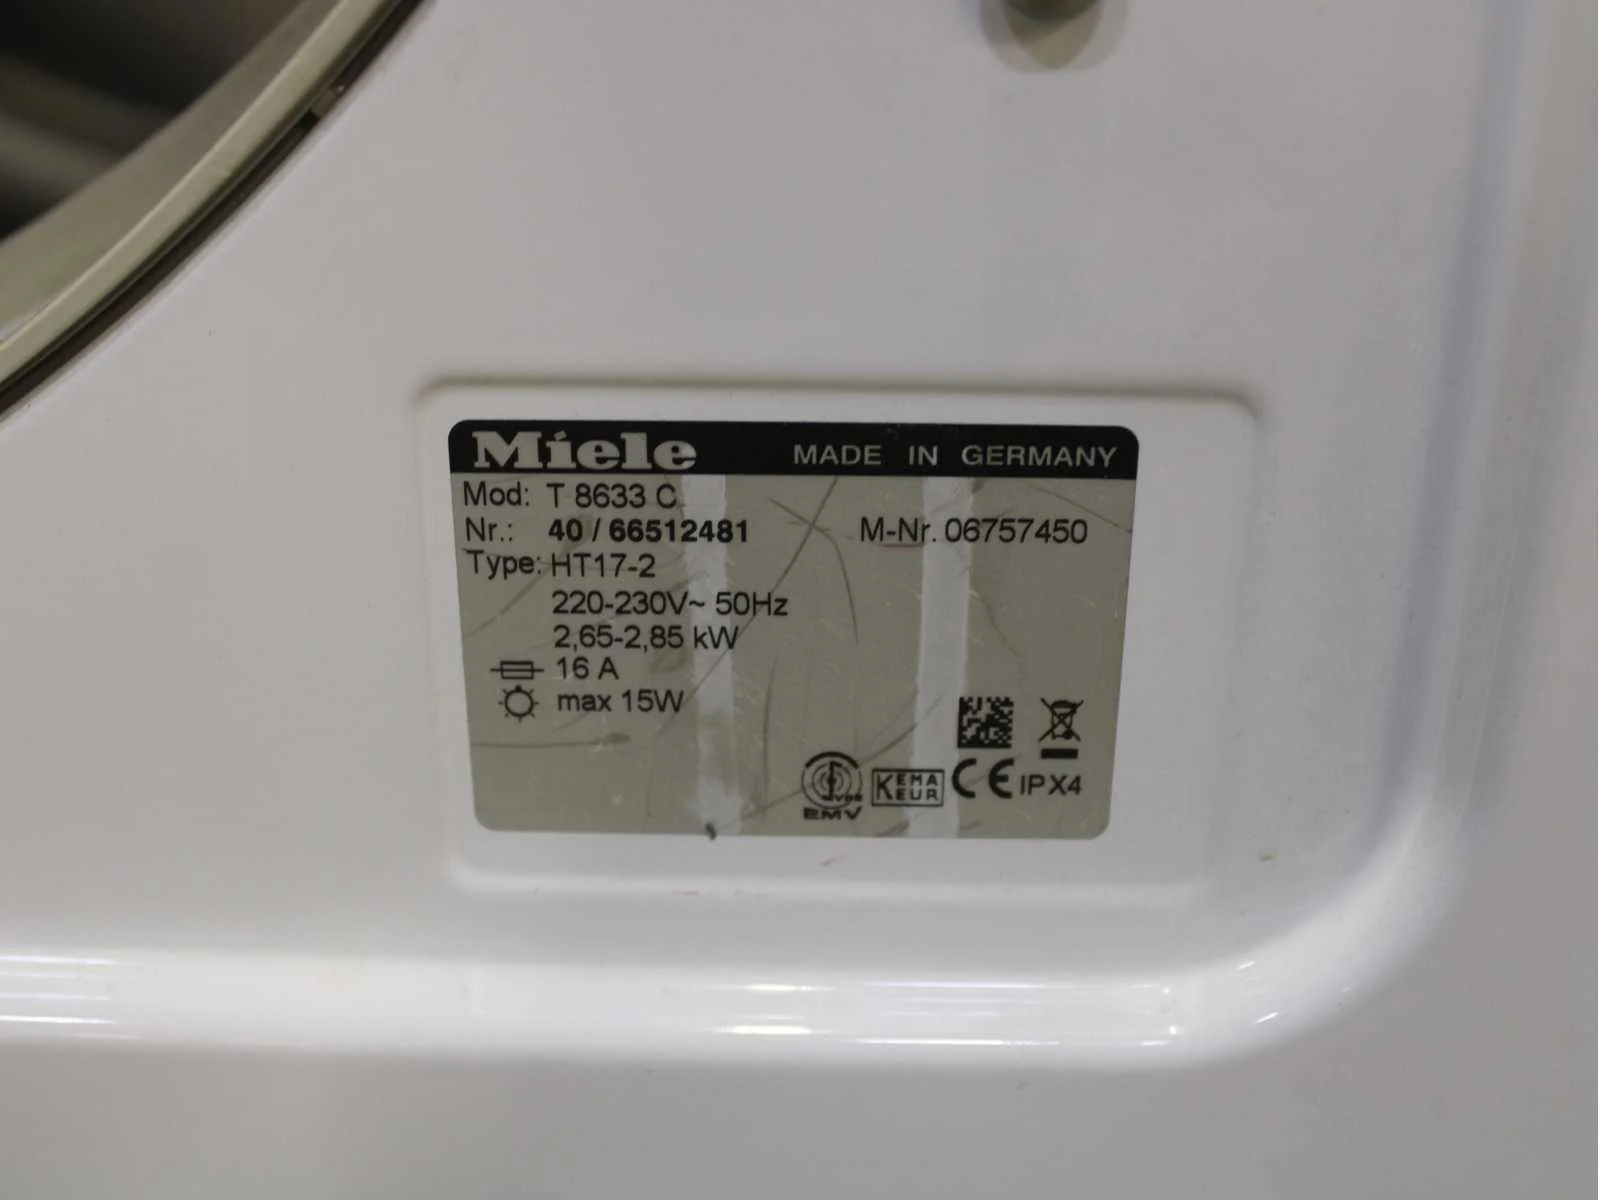 Miele MADE IN GERMANY
Mod: T 8633 C
Nr.: 40 / 66512481 M-Nr. 06757450
Type: HT17-2
220-230V~ 50Hz
2,65-2,85 kW
16 A
max 15W
VDE
EMV
KEMA
KEUR
CE IPX4